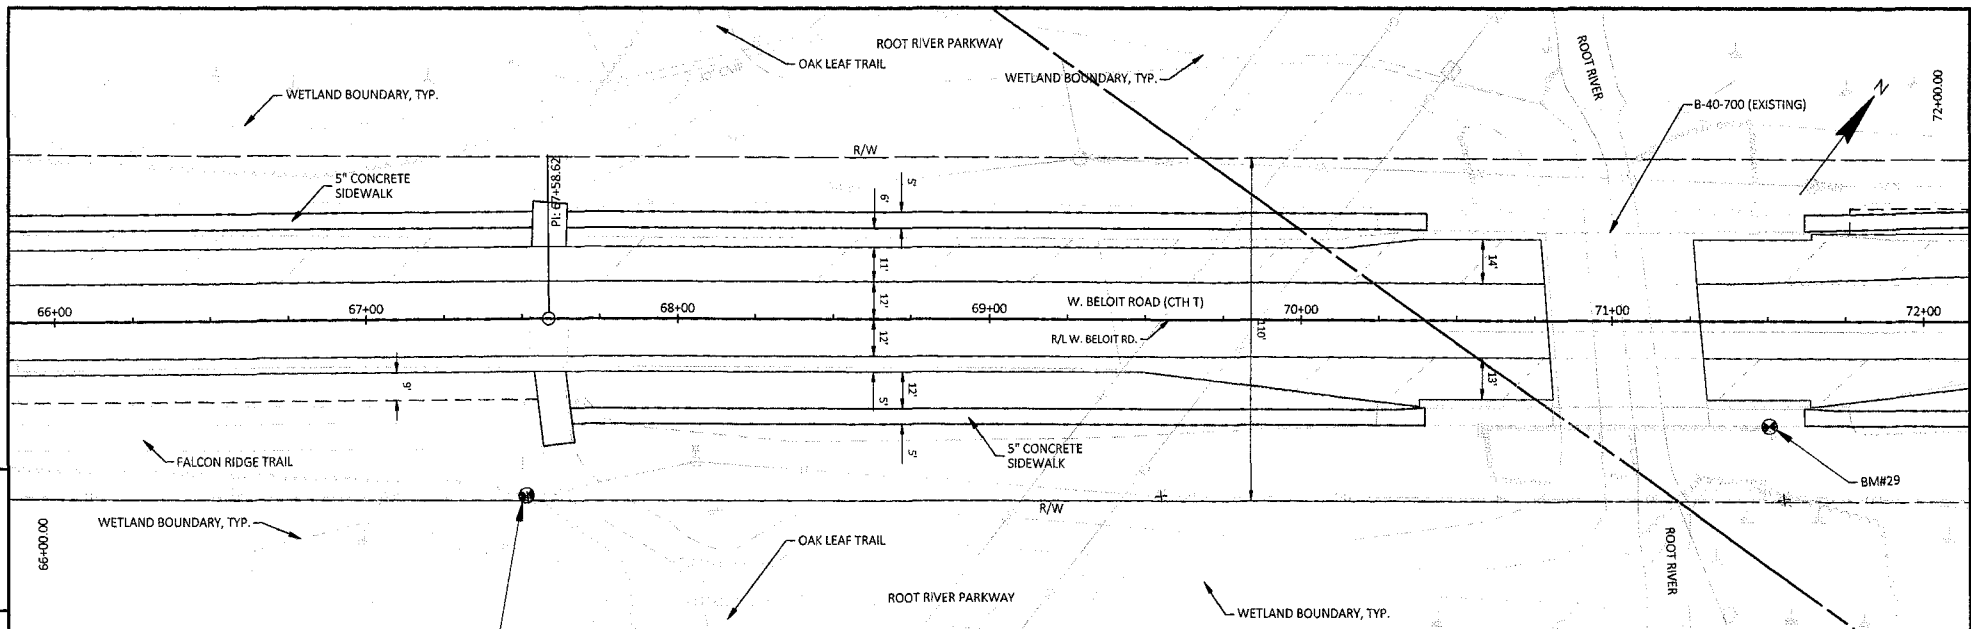 ROOT RIVER PARKWAY
OAK LEAF TRAIL
WETLAND BOUNDARY, TYP.
WETLAND BOUNDARY, TYP.
ROOT RIVER
B-40-700 (EXISTING)
N
72+00.00
R/W
PI: 67+58.62
5" CONCRETE
SIDEWALK
5'
6'
11'
12'
12'
14'
W. BELOIT ROAD (CTH T)
66+00
67+00
68+00
69+00
70+00
71+00
72+00
R/L W. BELOIT RD.
110'
13'
12'
5'
5'
5" CONCRETE
SIDEWALK
FALCON RIDGE TRAIL
BM#29
R/W
WETLAND BOUNDARY, TYP.
66+00.00
OAK LEAF TRAIL
ROOT RIVER PARKWAY
WETLAND BOUNDARY, TYP.
ROOT RIVER